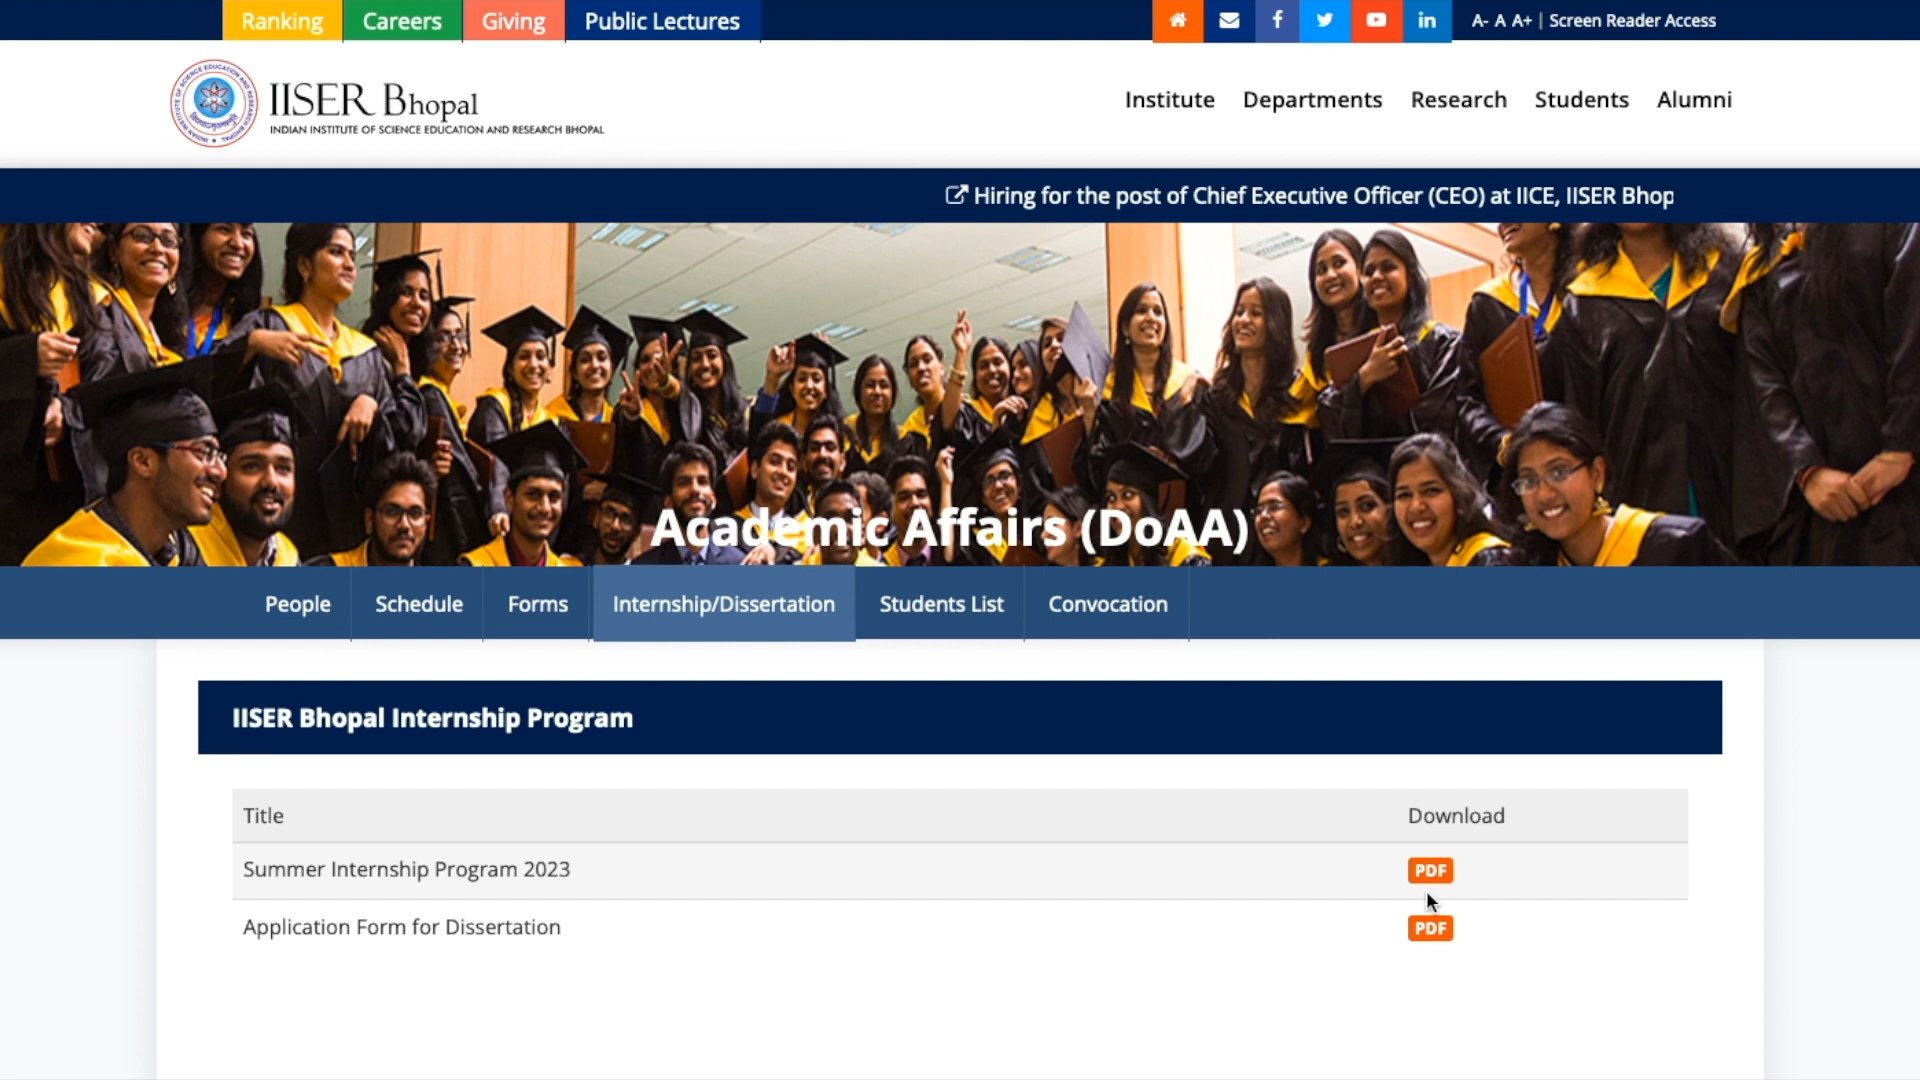 Ranking Careers Giving Public Lectures
A- A A+ | Screen Reader Access
IISER Bhopal
INDIAN INSTITUTE OF SCIENCE EDUCATION AND RESEARCH BHOPAL
Institute Departments Research Students Alumni
Hiring for the post of Chief Executive Officer (CEO) at IICE, IISER Bhop
Academic Affairs (DoAA)
People Schedule Forms Internship/Dissertation Students List Convocation
IISER Bhopal Internship Program
Title Download
Summer Internship Program 2023 PDF
Application Form for Dissertation PDF